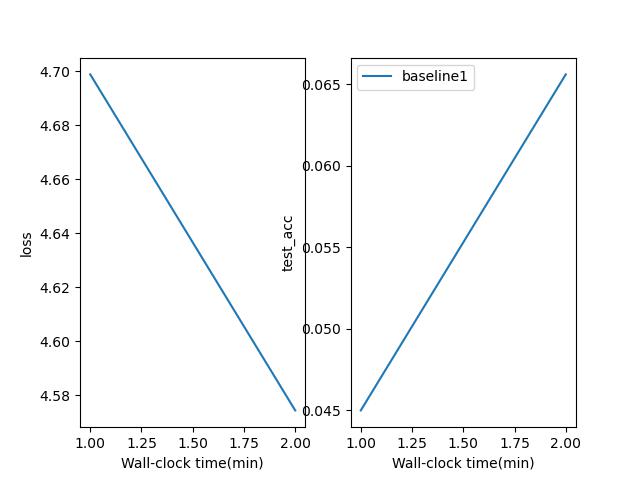 4.70
4.68
4.66
4.64
4.62
4.60
4.58
loss
1.00 1.25 1.50 1.75 2.00
Wall-clock time(min)
baseline1
0.065
0.060
0.055
0.050
0.045
test_acc
1.00 1.25 1.50 1.75 2.00
Wall-clock time(min)